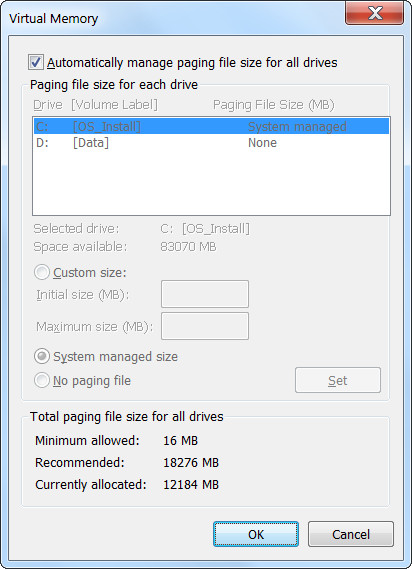 Virtual Memory
Automatically manage paging file size for all drives
Paging file size for each drive
Drive [Volume Label] Paging File Size (MB)
C: [OS_Install] System managed
D: [Data] None
Selected drive: C: [OS_Install]
Space available: 83070 MB
Custom size:
Initial size (MB):
Maximum size (MB):
System managed size
No paging file
Set
Total paging file size for all drives
Minimum allowed: 16 MB
Recommended: 18276 MB
Currently allocated: 12184 MB
OK Cancel